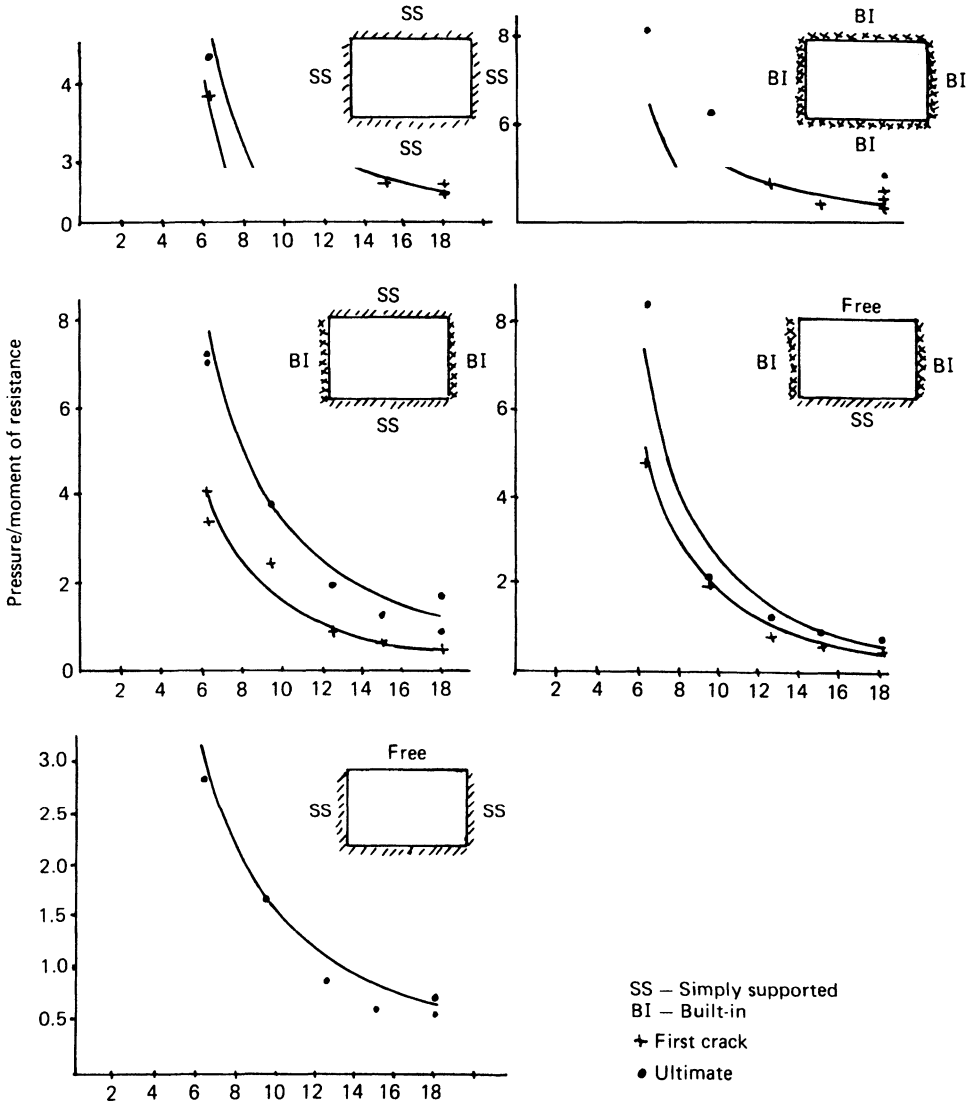 SS
4
SS
SS
3
SS
0
2 4 6 8 10 12 14 16 18
BI
8
BI
BI
6
BI
Pressure/moment of resistance
SS
8
BI
BI
6
SS
4
2
0
2 4 6 8 10 12 14 16 18
Free
8
BI
BI
6
SS
4
2
2 4 6 8 10 12 14 16 18
3.0
Free
2.5
SS
SS
2.0
1.5
1.0
0.5
2 4 6 8 10 12 14 16 18
SS – Simply supported
BI – Built-in
+ First crack
• Ultimate